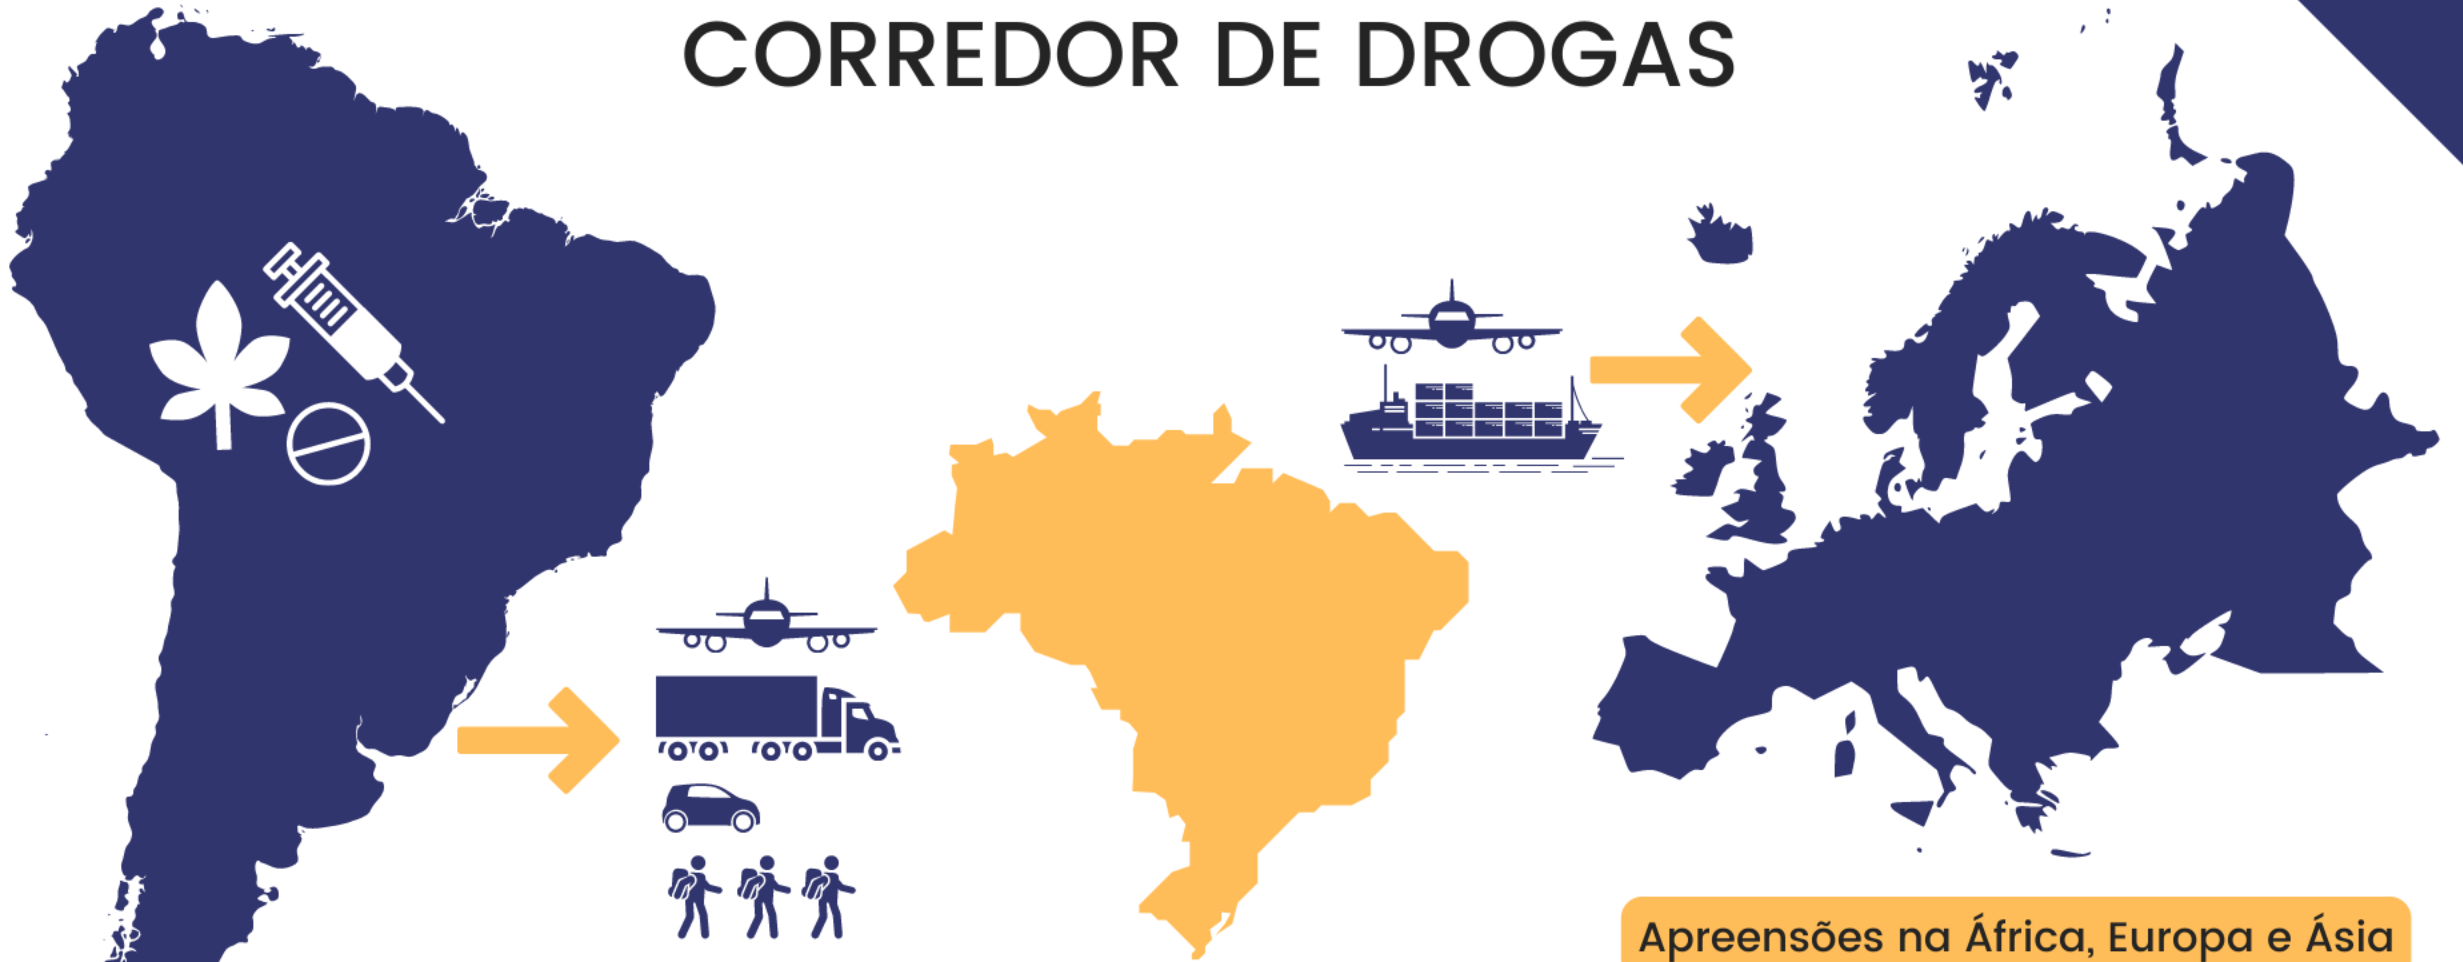 CORREDOR DE DROGAS
Apreensões na África, Europa e Ásia